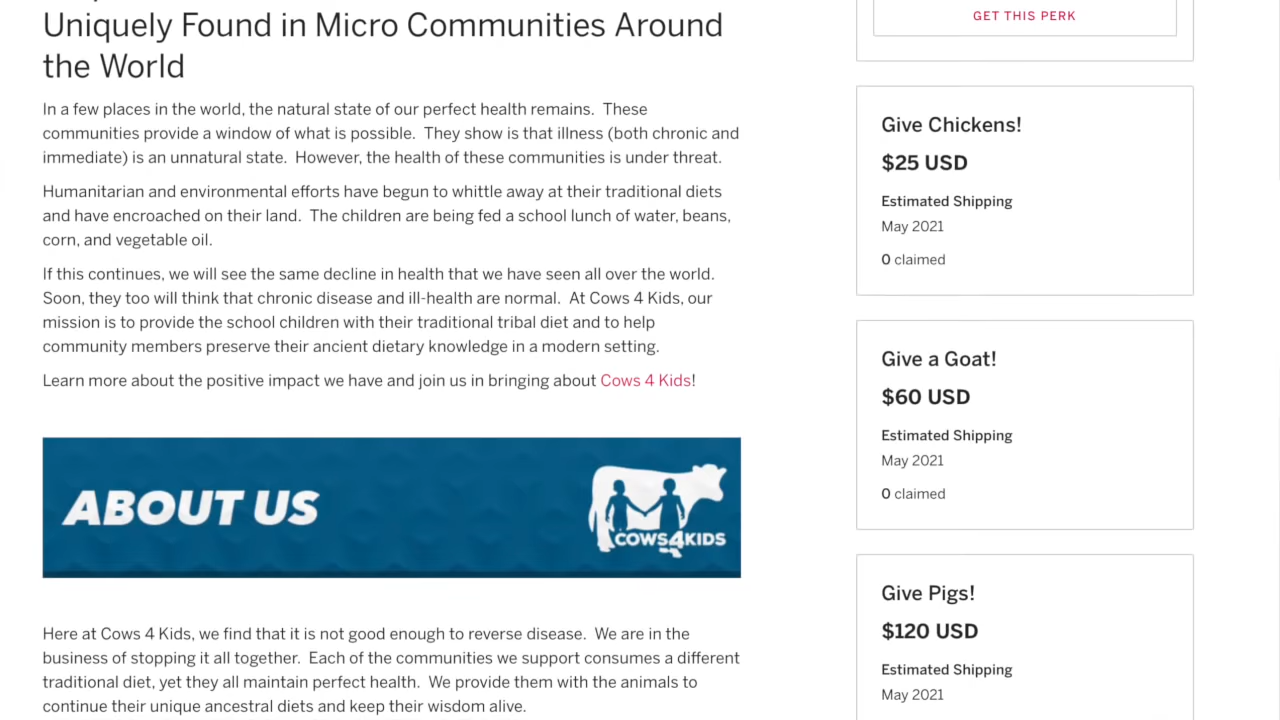 Uniquely Found in Micro Communities Around
the World
In a few places in the world, the natural state of our perfect health remains.  These
communities provide a window of what is possible.  They show is that illness (both chronic and
immediate) is an unnatural state.  However, the health of these communities is under threat.
Humanitarian and environmental efforts have begun to whittle away at their traditional diets
and have encroached on their land.  The children are being fed a school lunch of water, beans,
corn, and vegetable oil.
If this continues, we will see the same decline in health that we have seen all over the world.
Soon, they too will think that chronic disease and ill-health are normal.  At Cows 4 Kids, our
mission is to provide the school children with their traditional tribal diet and to help
community members preserve their ancient dietary knowledge in a modern setting.
Learn more about the positive impact we have and join us in bringing about Cows 4 Kids!
ABOUT US
COWS4KIDS
Here at Cows 4 Kids, we find that it is not good enough to reverse disease.  We are in the
business of stopping it all together.  Each of the communities we support consumes a different
traditional diet, yet they all maintain perfect health.  We provide them with the animals to
continue their unique ancestral diets and keep their wisdom alive.
GET THIS PERK
Give Chickens!
$25 USD
Estimated Shipping
May 2021
0 claimed
Give a Goat!
$60 USD
Estimated Shipping
May 2021
0 claimed
Give Pigs!
$120 USD
Estimated Shipping
May 2021